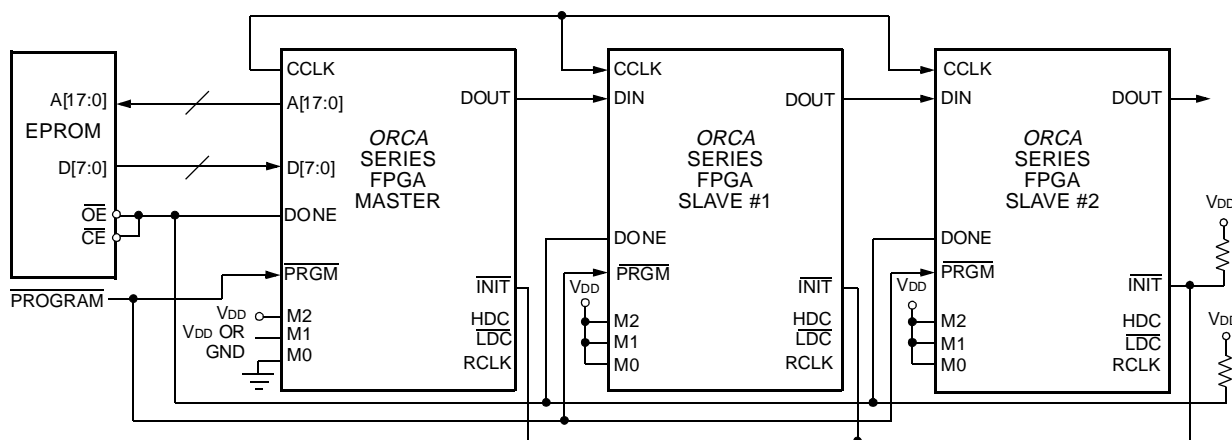 EPROM
A[17:0]
D[7:0]
OE
CE
PROGRAM
CCLK
A[17:0]
DOUT
D[7:0]
ORCA
SERIES
FPGA
MASTER
DONE
PRGM
INIT
VDD
M2
VDD OR
GND
M1
M0
HDC
LDC
RCLK
CCLK
DIN
DOUT
ORCA
SERIES
FPGA
SLAVE #1
DONE
PRGM
INIT
VDD
M2
M1
M0
HDC
LDC
RCLK
CCLK
DIN
DOUT
ORCA
SERIES
FPGA
SLAVE #2
DONE
PRGM
INIT
VDD
M2
M1
M0
HDC
LDC
RCLK
VDD
VDD